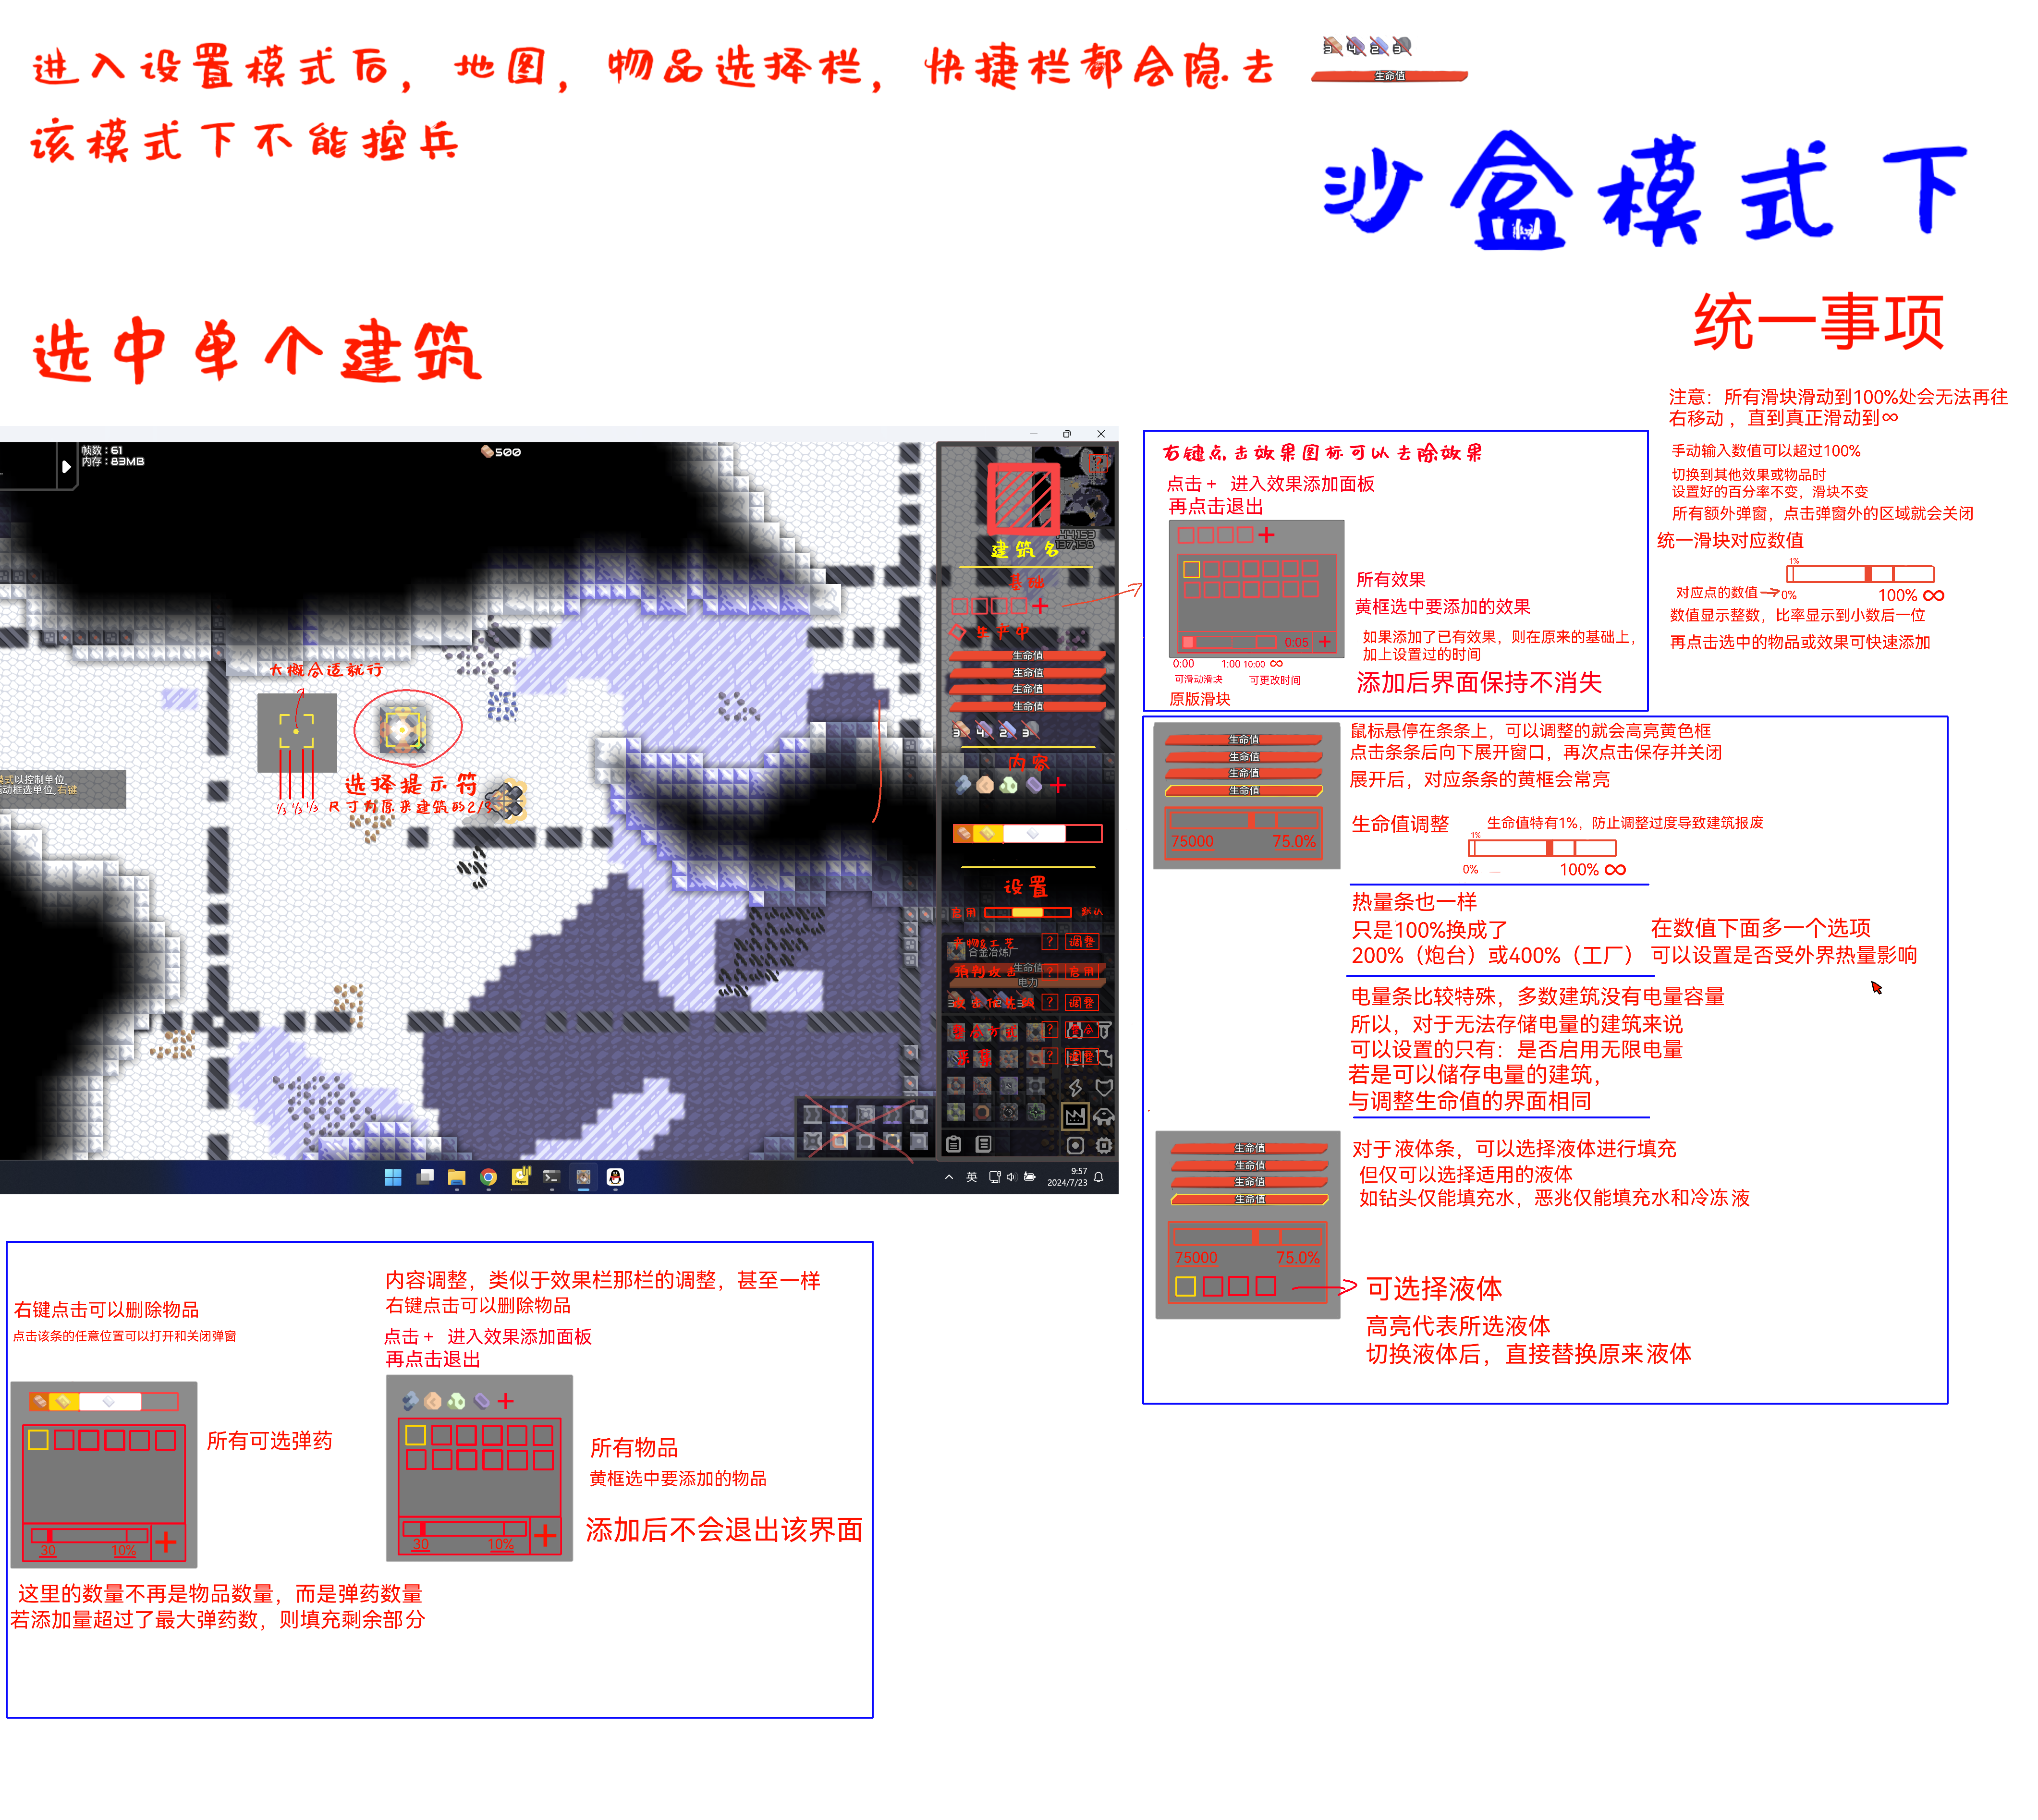 进入设置模式后，地图，物品选择栏，快捷栏都会隐去
该模式下不能控兵
生命值
沙盒模式下
选中单个建筑
统一事项
注意：所有滑块滑动到100%处会无法再往
右移动，直到真正滑动到∞
手动输入数值可以超过100%
切换到其他效果或物品时
设置好的百分率不变，滑块不变
所有额外弹窗，点击弹窗外的区域就会关闭
统一滑块对应数值
1%
对应点的数值
0%
100% ∞
数值显示整数，比率显示到小数后一位
再点击选中的物品或效果可快速添加
帧数：61
内存：83MB
500
建筑名
基础
生产中
生命值
生命值
生命值
生命值
内容
设置
启用
默认
? 调整
合金冶炼厂
生命值
? 启用
电力
? 调整
大概合适就行
选择提示符
尺寸为原来建筑的2/3
1/3 1/3 1/3
模式以控制单位。
动框选单位。右键
英
9:57
2024/7/23
右键点击效果图标可以去除效果
点击+ 进入效果添加面板
再点击退出
所有效果
黄框选中要添加的效果
0:05
如果添加了已有效果，则在原来的基础上，
加上设置过的时间
0:00
1:00 10:00 ∞
可滑动滑块
可更改时间
添加后界面保持不消失
原版滑块
生命值
生命值
生命值
生命值
75000
75.0%
鼠标悬停在条条上，可以调整的就会高亮黄色框
点击条条后向下展开窗口，再次点击保存并关闭
展开后，对应条条的黄框会常亮
生命值调整
生命值特有1%，防止调整过度导致建筑报废
1%
0%
100% ∞
热量条也一样
只是100%换成了
200%（炮台）或400%（工厂）
在数值下面多一个选项
可以设置是否受外界热量影响
电量条比较特殊，多数建筑没有电量容量
所以，对于无法存储电量的建筑来说
可以设置的只有：是否启用无限电量
若是可以储存电量的建筑，
与调整生命值的界面相同
生命值
生命值
生命值
生命值
75000
75.0%
对于液体条，可以选择液体进行填充
但仅可以选择适用的液体
如钻头仅能填充水，恶兆仅能填充水和冷冻液
可选择液体
高亮代表所选液体
切换液体后，直接替换原来液体
右键点击可以删除物品
点击该条的任意位置可以打开和关闭弹窗
所有可选弹药
30
10%
这里的数量不再是物品数量，而是弹药数量
若添加量超过了最大弹药数，则填充剩余部分
内容调整，类似于效果栏那栏的调整，甚至一样
右键点击可以删除物品
点击+ 进入效果添加面板
再点击退出
所有物品
黄框选中要添加的物品
添加后不会退出该界面
30
10%